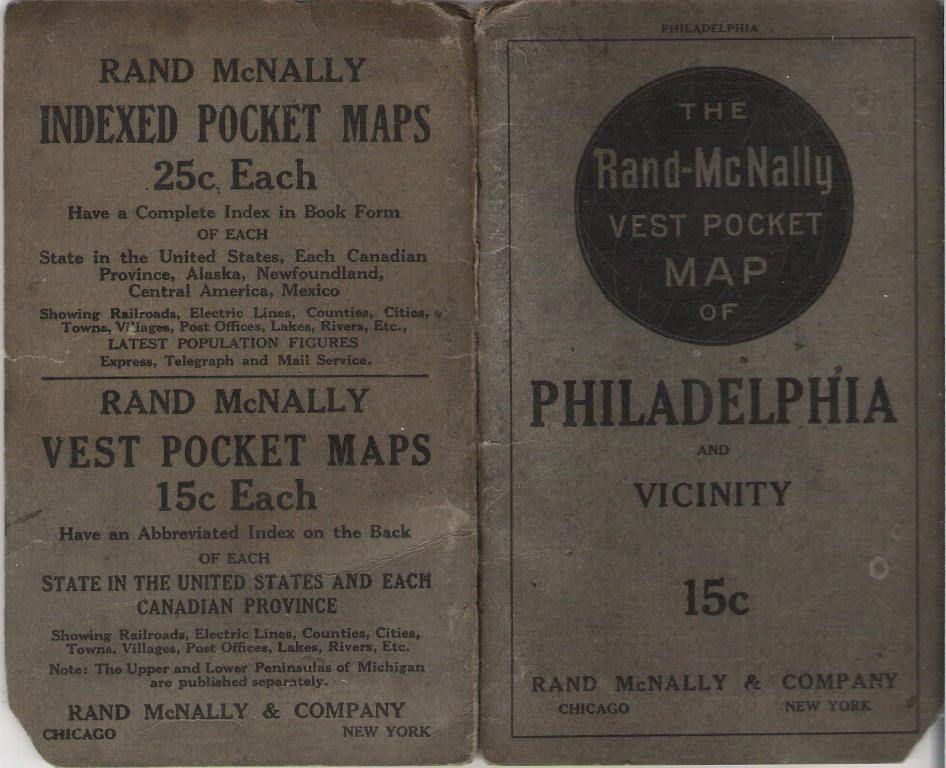 RAND McNALLY
INDEXED POCKET MAPS
25c Each
Have a Complete Index in Book Form
OF EACH
State in the United States, Each Canadian
Province, Alaska, Newfoundland,
Central America, Mexico
Showing Railroads, Electric Lines, Counties, Cities,
Towns, Villages, Post Offices, Lakes, Rivers, Etc.,
LATEST POPULATION FIGURES
Express, Telegraph and Mail Service.
RAND McNALLY
VEST POCKET MAPS
15c Each
Have an Abbreviated Index on the Back
OF EACH
STATE IN THE UNITED STATES AND EACH
CANADIAN PROVINCE
Showing Railroads, Electric Lines, Counties, Cities,
Towns, Villages, Post Offices, Lakes, Rivers, Etc.
Note: The Upper and Lower Peninsulas of Michigan
are published separately.
RAND McNALLY & COMPANY
CHICAGO NEW YORK
PHILADELPHIA
THE
Rand-McNally
VEST POCKET
MAP
OF
PHILADELPHIA
AND
VICINITY
15c
RAND McNALLY & COMPANY
CHICAGO NEW YORK